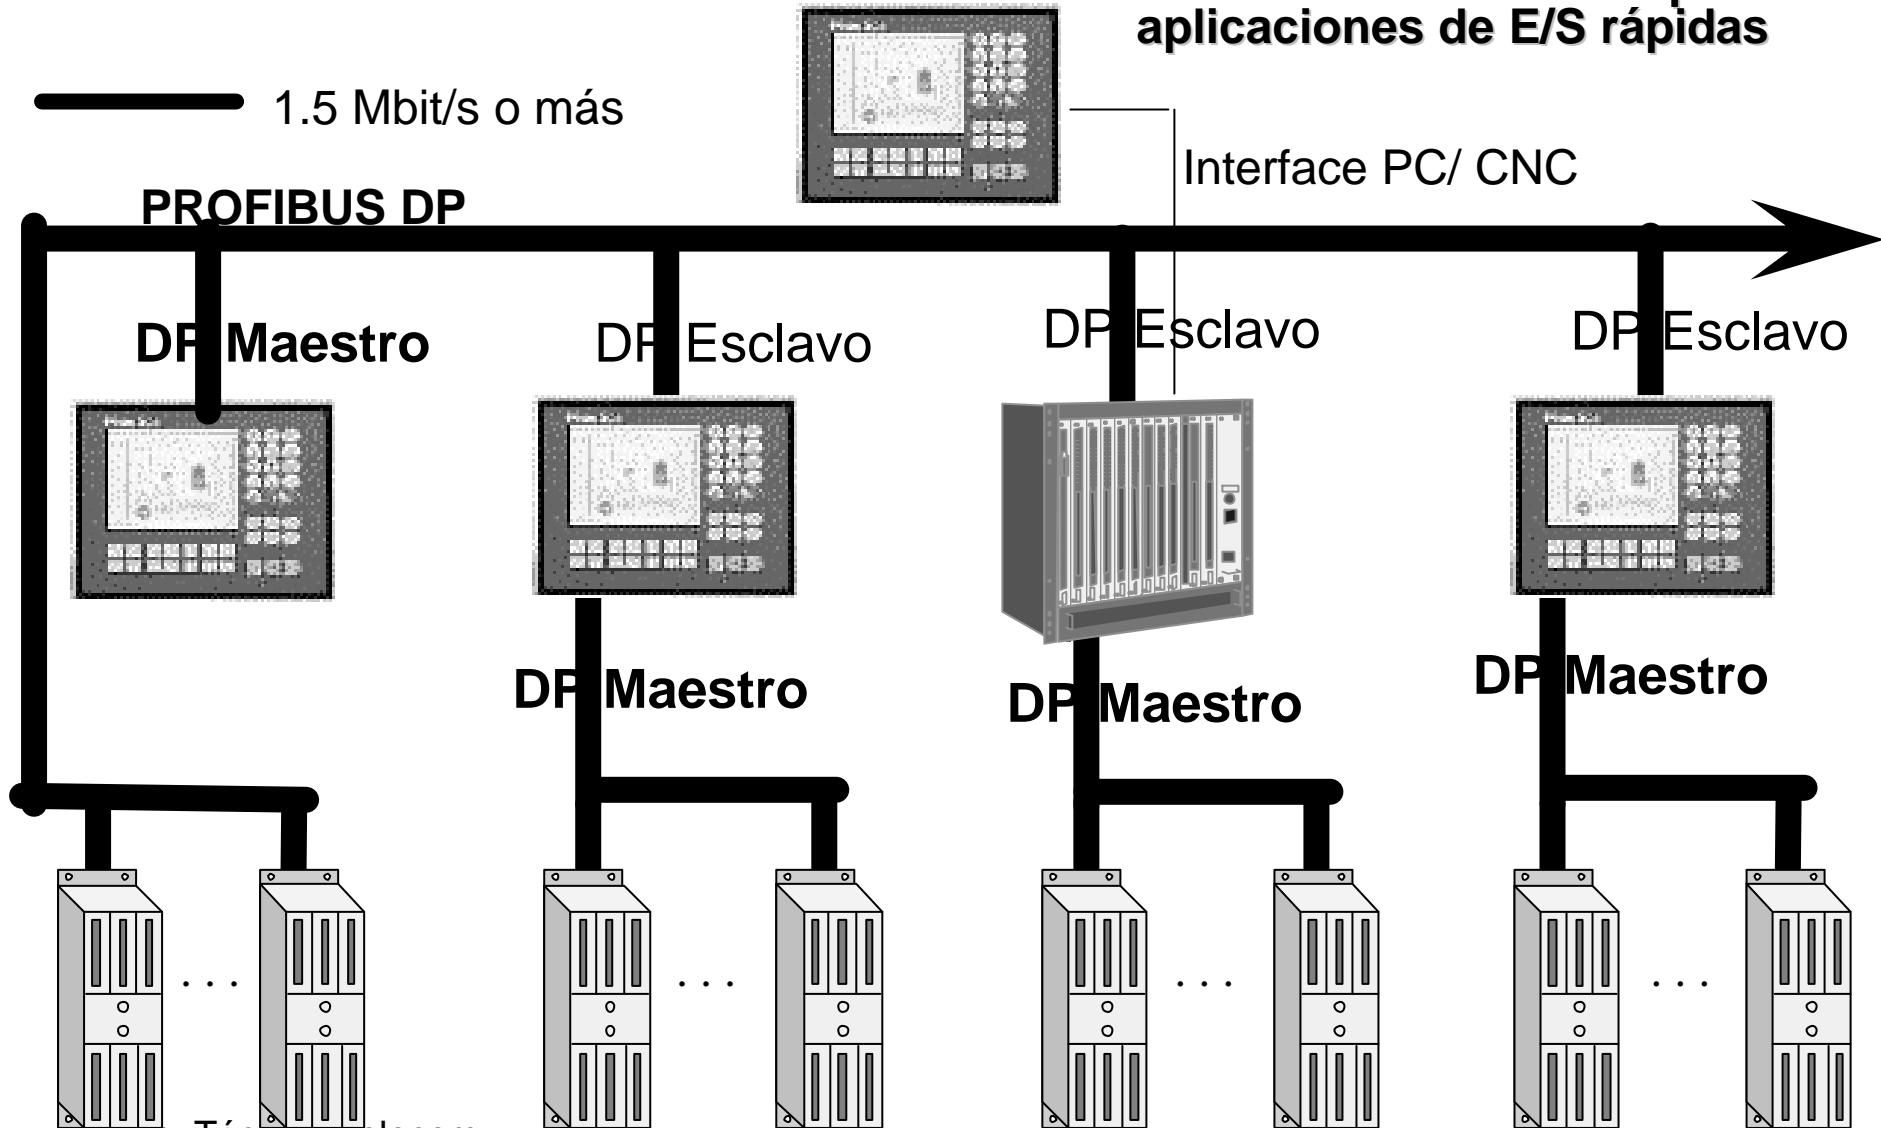 aplicaciones de E/S rápidas
1.5 Mbit/s o más
Interface PC/ CNC
PROFIBUS DP
DP Maestro
DP Esclavo
DP Esclavo
DP Esclavo
DP Maestro
DP Maestro
DP Maestro
. . .
. . .
. . .
. . .